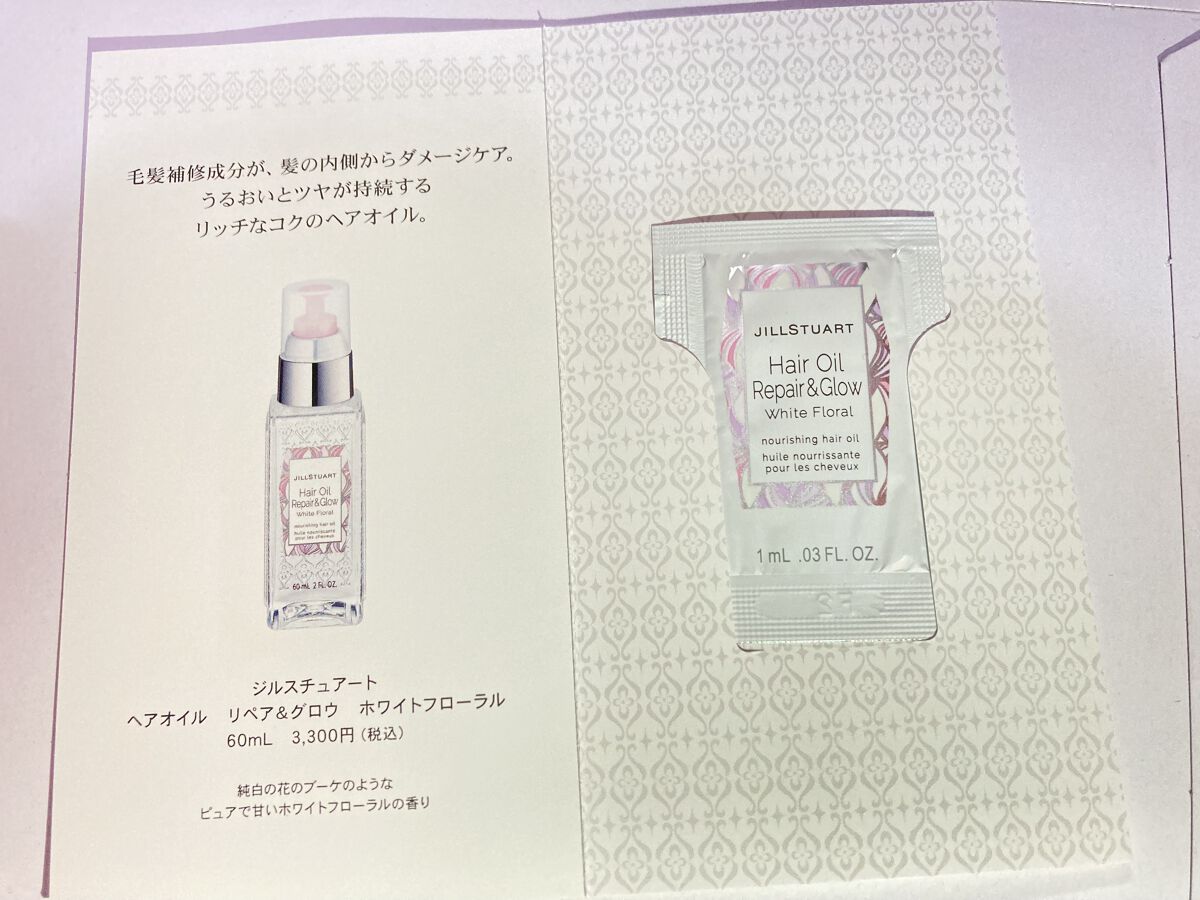 毛髪補修成分が、髪の内側からダメージケア。
うるおいとツヤが持続する
リッチなコクのヘアオイル。
JILLSTUART
Hair Oil
Repair&Glow
White Floral
nourishing hair oil
huile nourrissante
pour les cheveux
60 mL 2 FL. OZ.
ジルスチュアート
ヘアオイル リペア&グロウ ホワイトフローラル
60mL 3,300円(税込)
純白の花のブーケのような
ピュアで甘いホワイトフローラルの香り
JILLSTUART
Hair Oil
Repair&Glow
White Floral
nourishing hair oil
huile nourrissante
pour les cheveux
1 mL .03 FL. OZ.